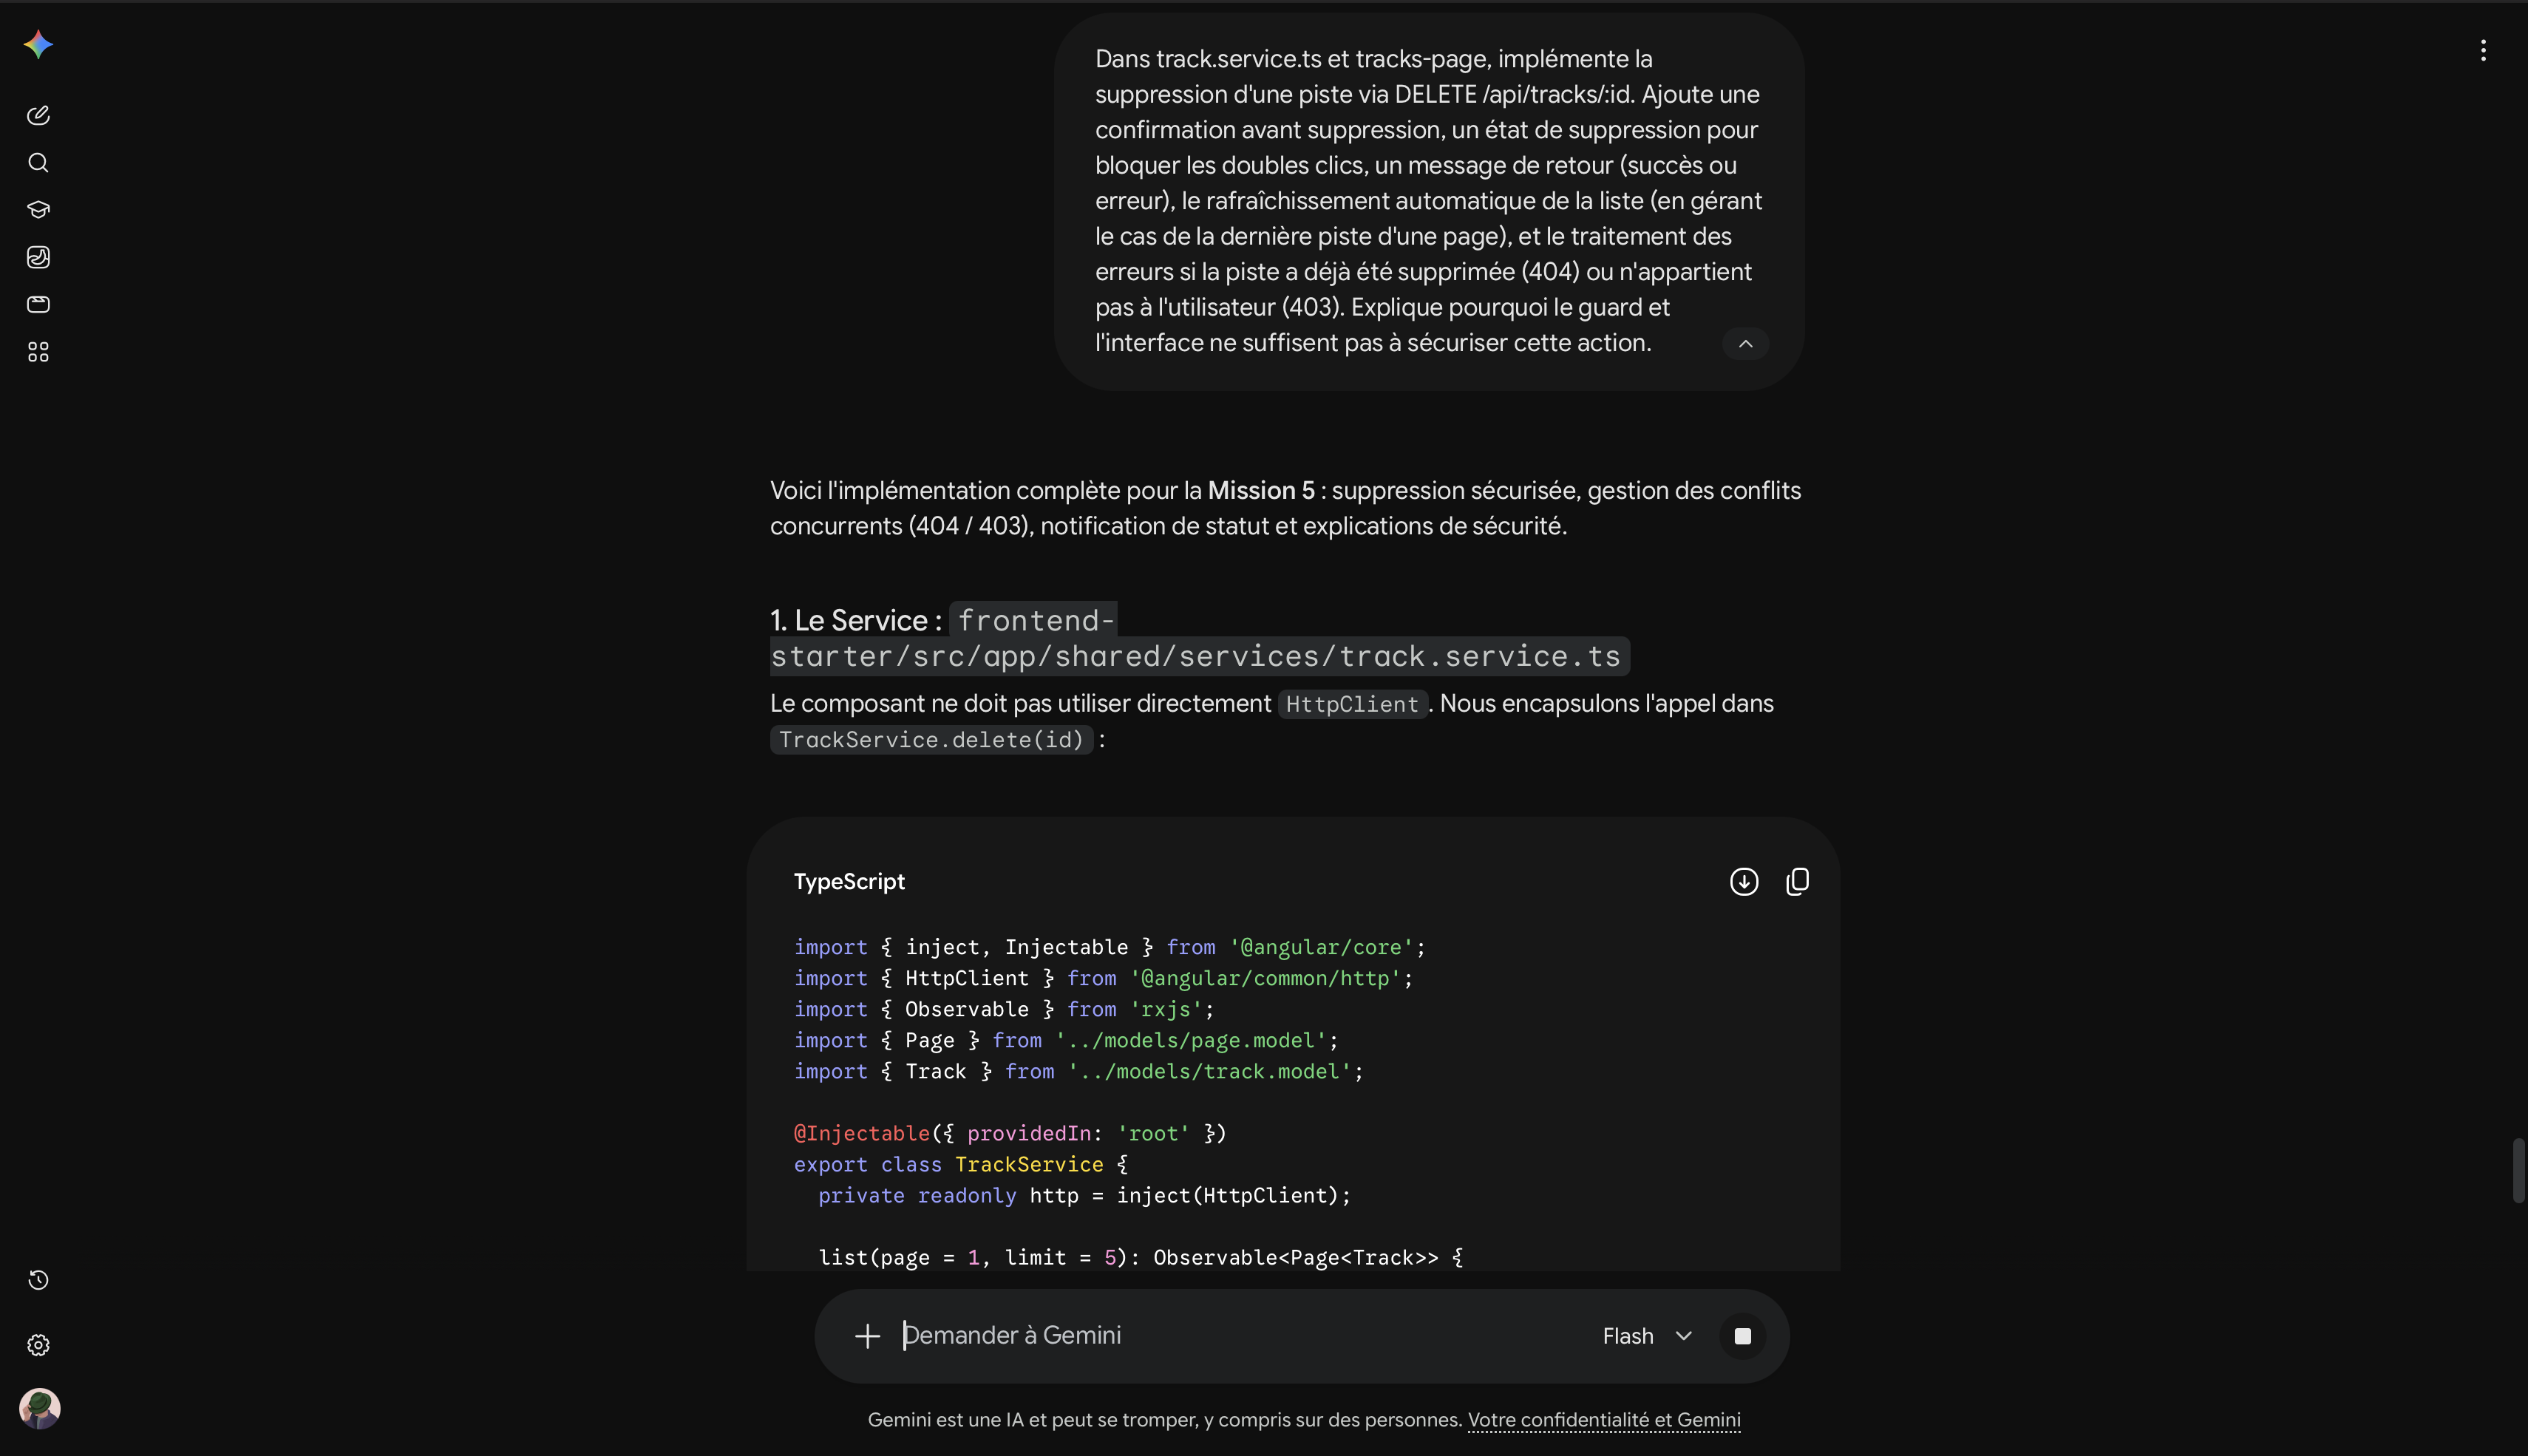 Dans track.service.ts et tracks-page, implémente la
suppression d'une piste via DELETE /api/tracks/:id. Ajoute une
confirmation avant suppression, un état de suppression pour
bloquer les doubles clics, un message de retour (succès ou
erreur), le rafraîchissement automatique de la liste (en gérant
le cas de la dernière piste d'une page), et le traitement des
erreurs si la piste a déjà été supprimée (404) ou n'appartient
pas à l'utilisateur (403). Explique pourquoi le guard et
l'interface ne suffisent pas à sécuriser cette action.
Voici l'implémentation complète pour la Mission 5 : suppression sécurisée, gestion des conflits
concurrents (404 / 403), notification de statut et explications de sécurité.
1. Le Service : frontend-
starter/src/app/shared/services/track.service.ts
Le composant ne doit pas utiliser directement HttpClient. Nous encapsulons l'appel dans
TrackService.delete(id) :
TypeScript
import { inject, Injectable } from '@angular/core';
import { HttpClient } from '@angular/common/http';
import { Observable } from 'rxjs';
import { Page } from '../models/page.model';
import { Track } from '../models/track.model';
@Injectable({ providedIn: 'root' })
export class TrackService {
private readonly http = inject(HttpClient);
list(page = 1, limit = 5): Observable<Page<Track>> {
Demander à Gemini
Flash
Gemini est une IA et peut se tromper, y compris sur des personnes. Votre confidentialité et Gemini